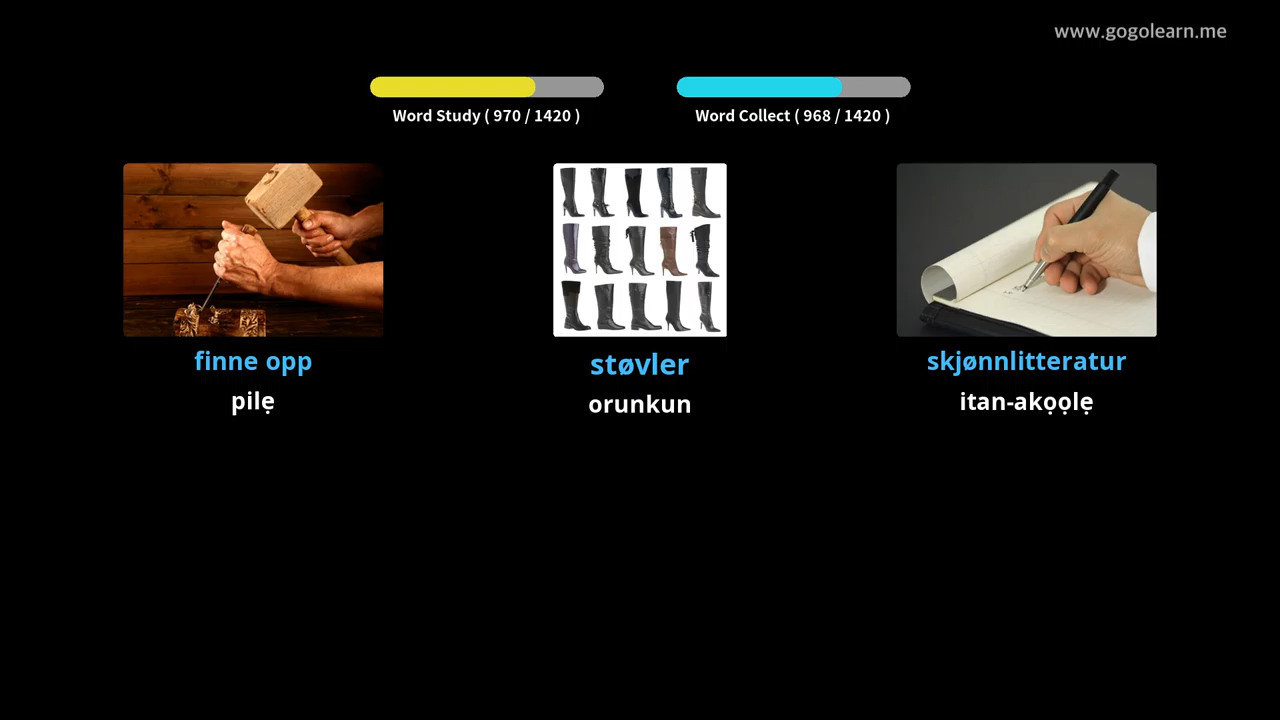 www.gogolearn.me
Word Study ( 970 / 1420 )
Word Collect ( 968 / 1420 )
finne opp
støvler
skjønnlitteratur
pilẹ
orunkun
itan-akọọlẹ